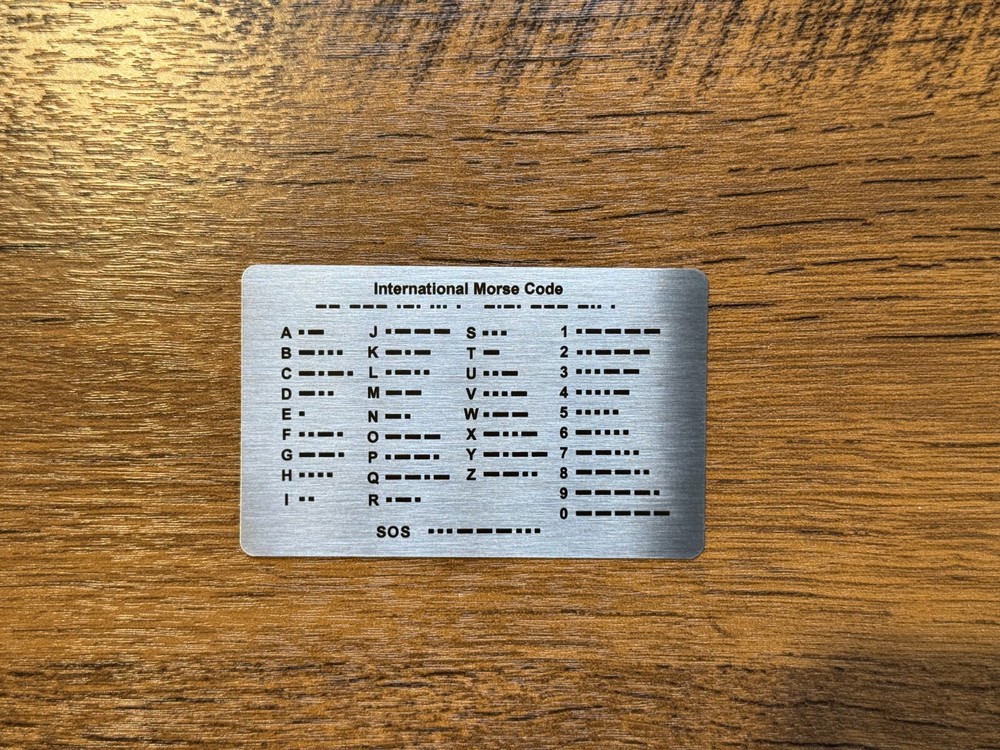 International Morse Code
-- --- .-. ... . -.-. --- -.. .
A .-
B -...
C -.-.
D -..
E .
F ..-.
G --.
H ....
I ..
J .---
K -.-
L .-..
M --
N -.
O ---
P .--.
Q --.-
R .-.
S ...
T -
U ..-
V ...-
W .--
X -..-
Y -.--
Z --..
1 .----
2 ..---
3 ...--
4 ....-
5 .....
6 -....
7 --...
8 ---..
9 ----.
0 -----
SOS ...---...